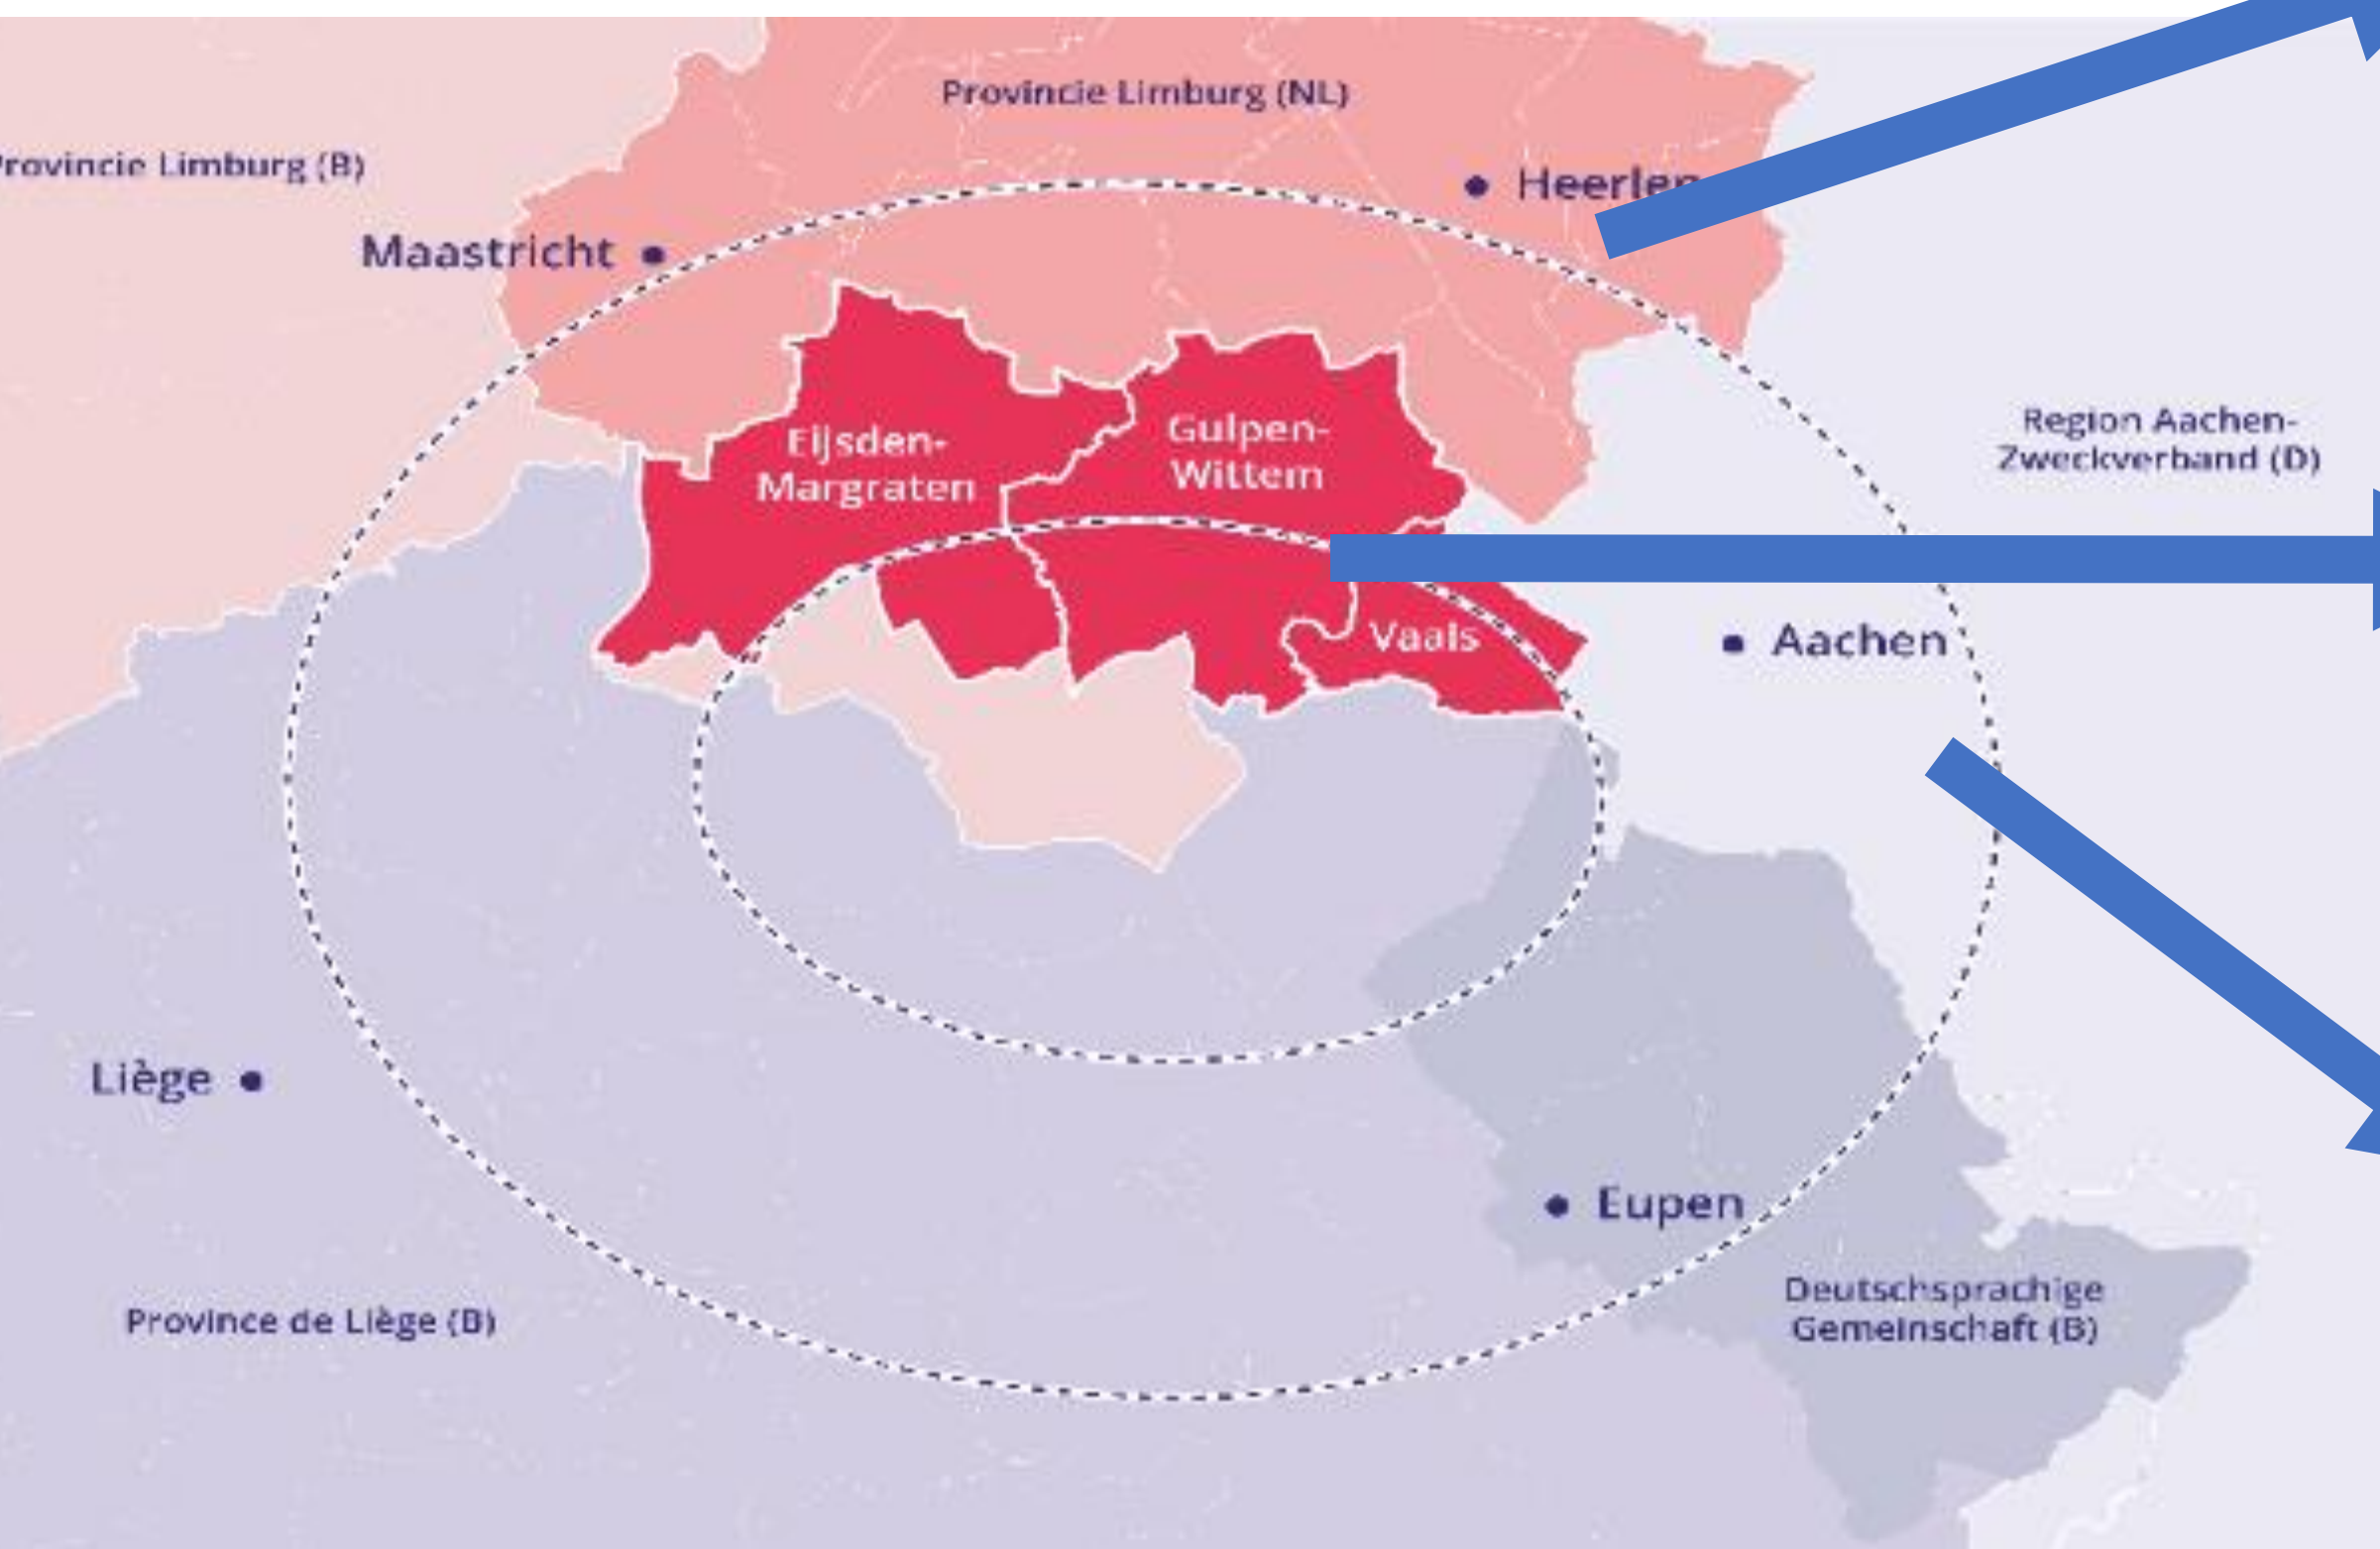 Provincie Limburg (NL)
rovincie Limburg (B)
Heerlen
Maastricht
Eijsden-
Margraten
Gulpen-
Wittem
Region Aachen-
Zweckverband (D)
Vaals
Aachen
Liège
Eupen
Province de Liège (B)
Deutschsprachige
Gemeinschaft (B)